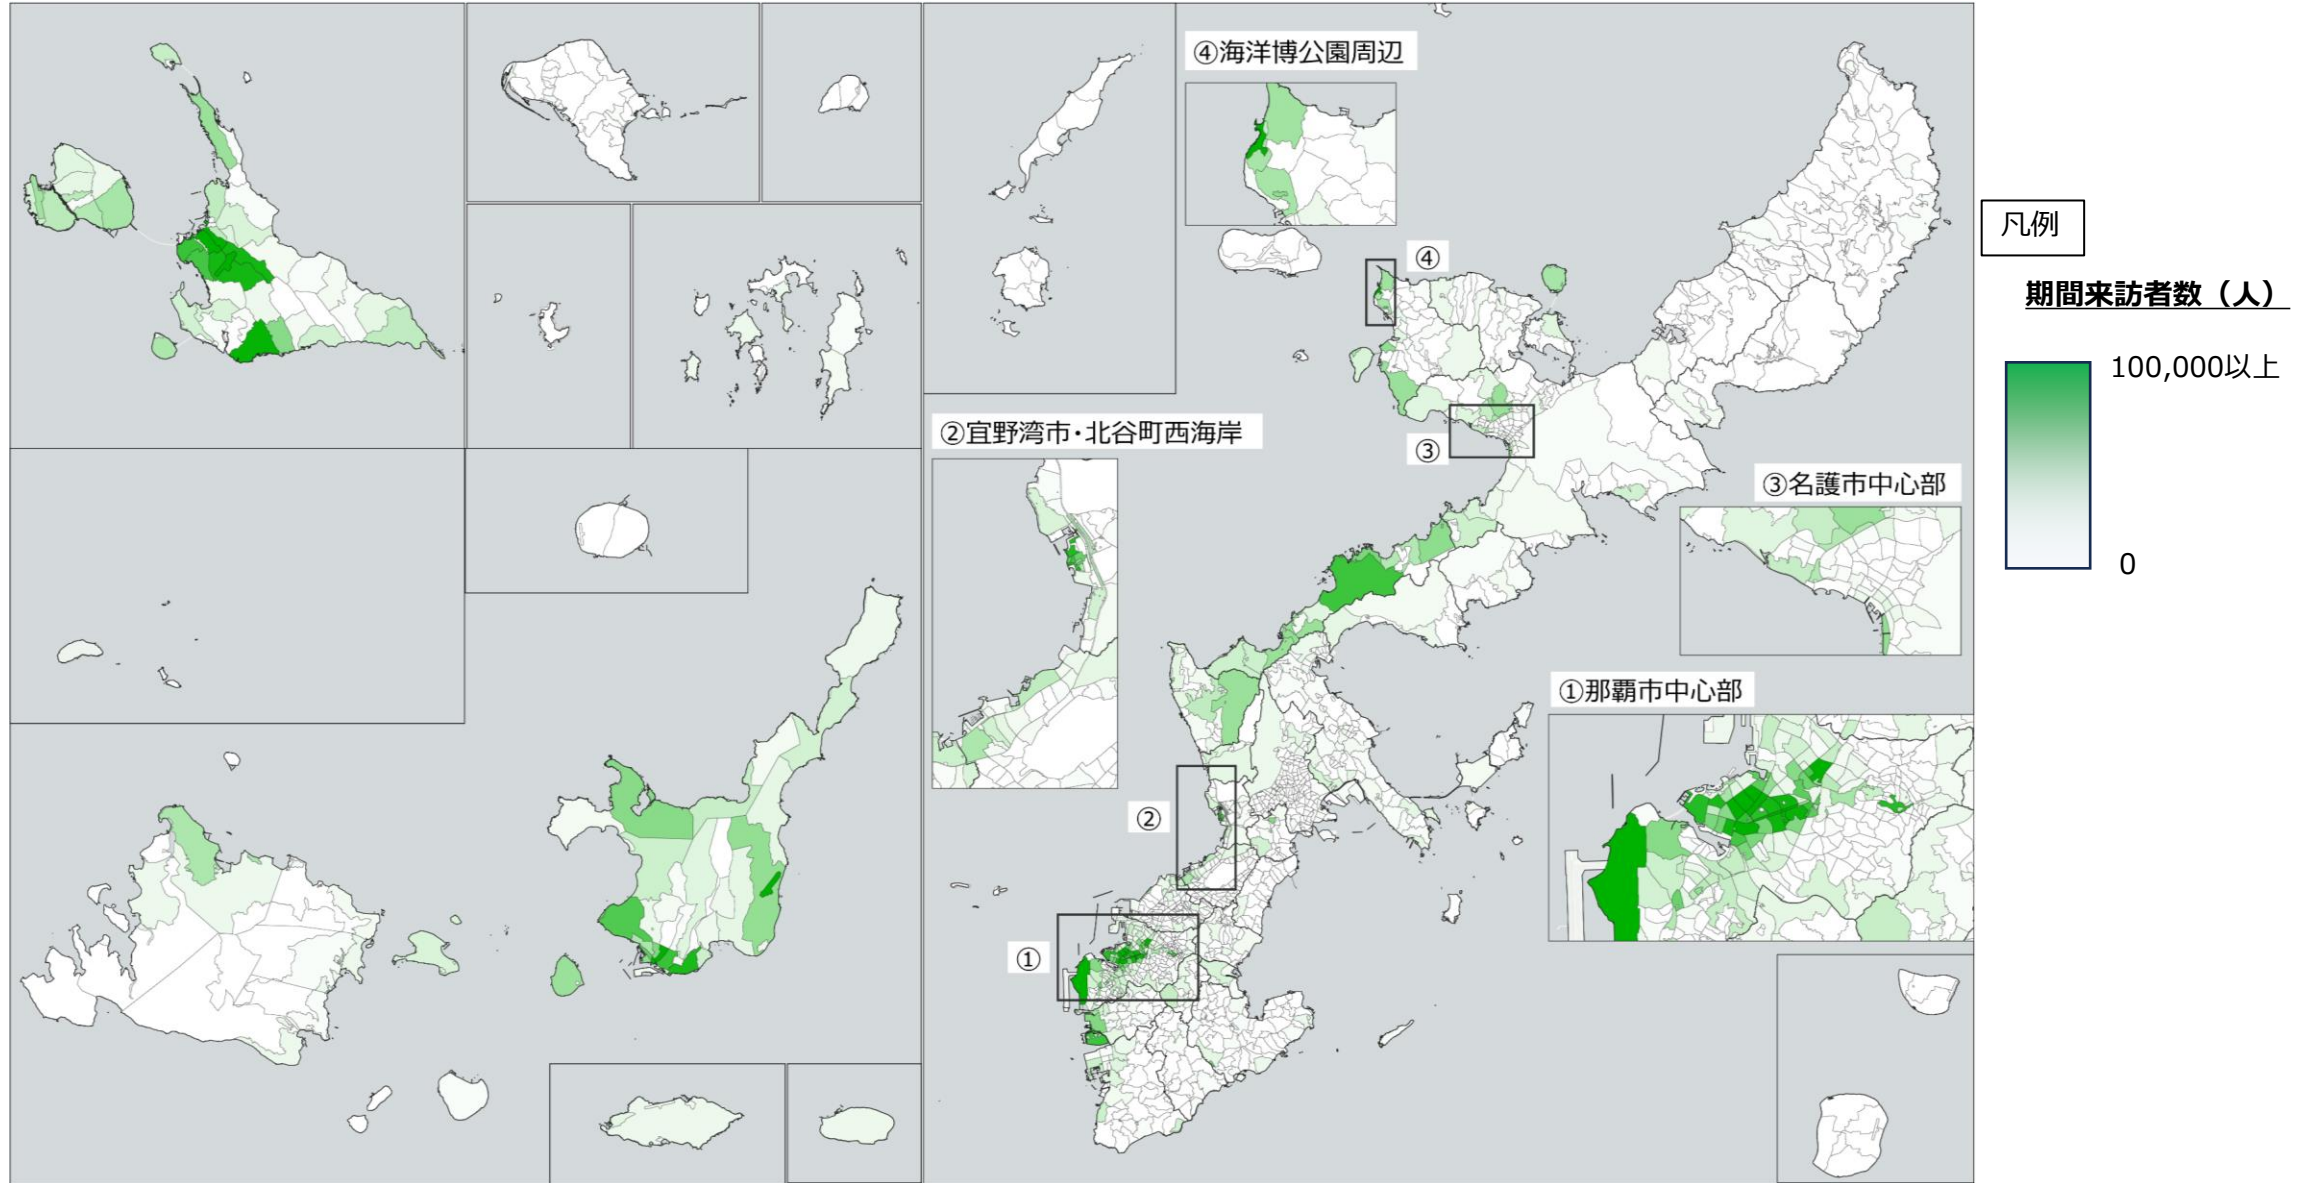 ④海洋博公園周辺
④
凡例
期間来訪者数（人）
100,000以上
0
②宜野湾市・北谷町西海岸
③
③名護市中心部
①那覇市中心部
②
①